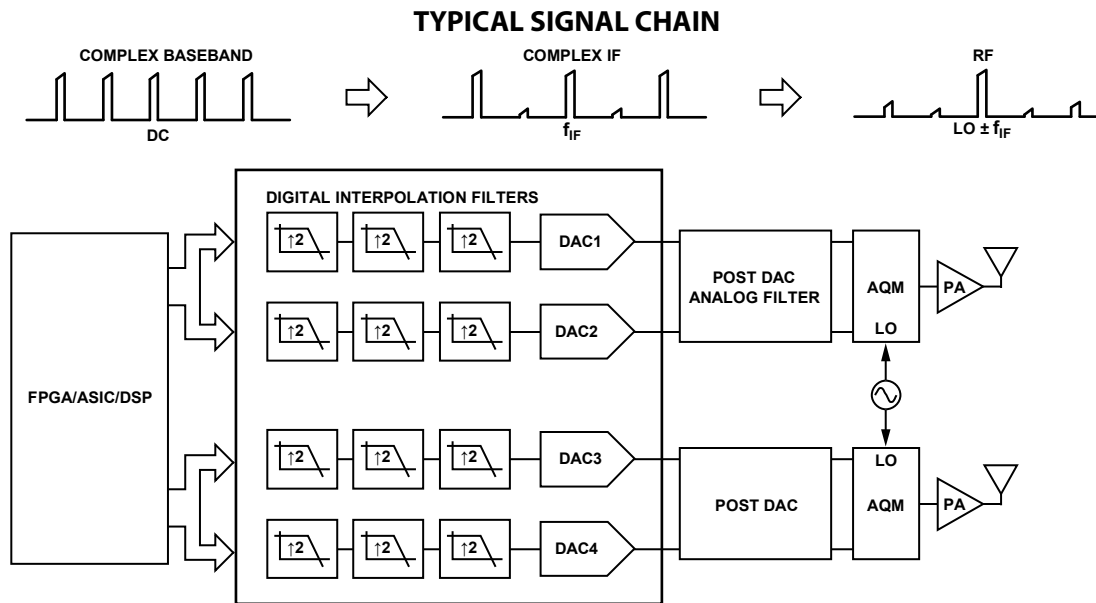 TYPICAL SIGNAL CHAIN
COMPLEX BASEBAND
COMPLEX IF
RF
DC
fIF
LO ± fIF
DIGITAL INTERPOLATION FILTERS
↑2
↑2
↑2
DAC1
POST DAC
ANALOG FILTER
AQM
LO
PA
↑2
↑2
↑2
DAC2
FPGA/ASIC/DSP
↑2
↑2
↑2
DAC3
POST DAC
LO
AQM
PA
↑2
↑2
↑2
DAC4